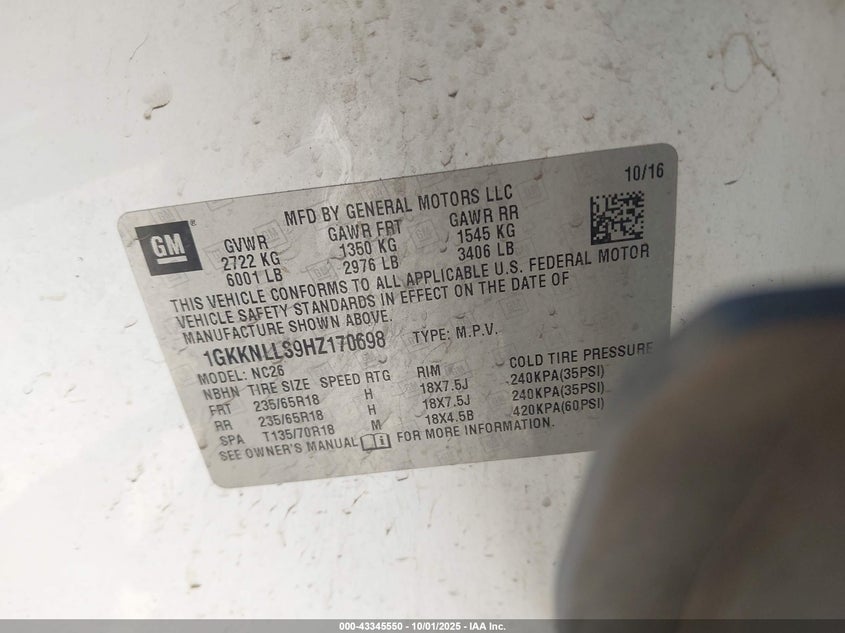 10/16
MFD BY GENERAL MOTORS LLC
GM ®
GVWR GAWR FRT GAWR RR
2722 KG 1350 KG 1545 KG
6001 LB 2976 LB 3406 LB
THIS VEHICLE CONFORMS TO ALL APPLICABLE U.S. FEDERAL MOTOR
VEHICLE SAFETY STANDARDS IN EFFECT ON THE DATE OF
MANUFACTURE SHOWN ABOVE.
1GKKNLLS9HZ170698 TYPE: M.P.V.
MODEL: NC26
NBHN TIRE SIZE SPEED RTG RIM COLD TIRE PRESSURE
FRT 235/65R18 H 18X7.5J 240KPA(35PSI)
RR 235/65R18 H 18X7.5J 240KPA(35PSI)
SPA T135/70R18 M 18X4.5B 420KPA(60PSI)
SEE OWNER'S MANUAL FOR MORE INFORMATION.
000-43345550 - 10/01/2025 - IAA Inc.